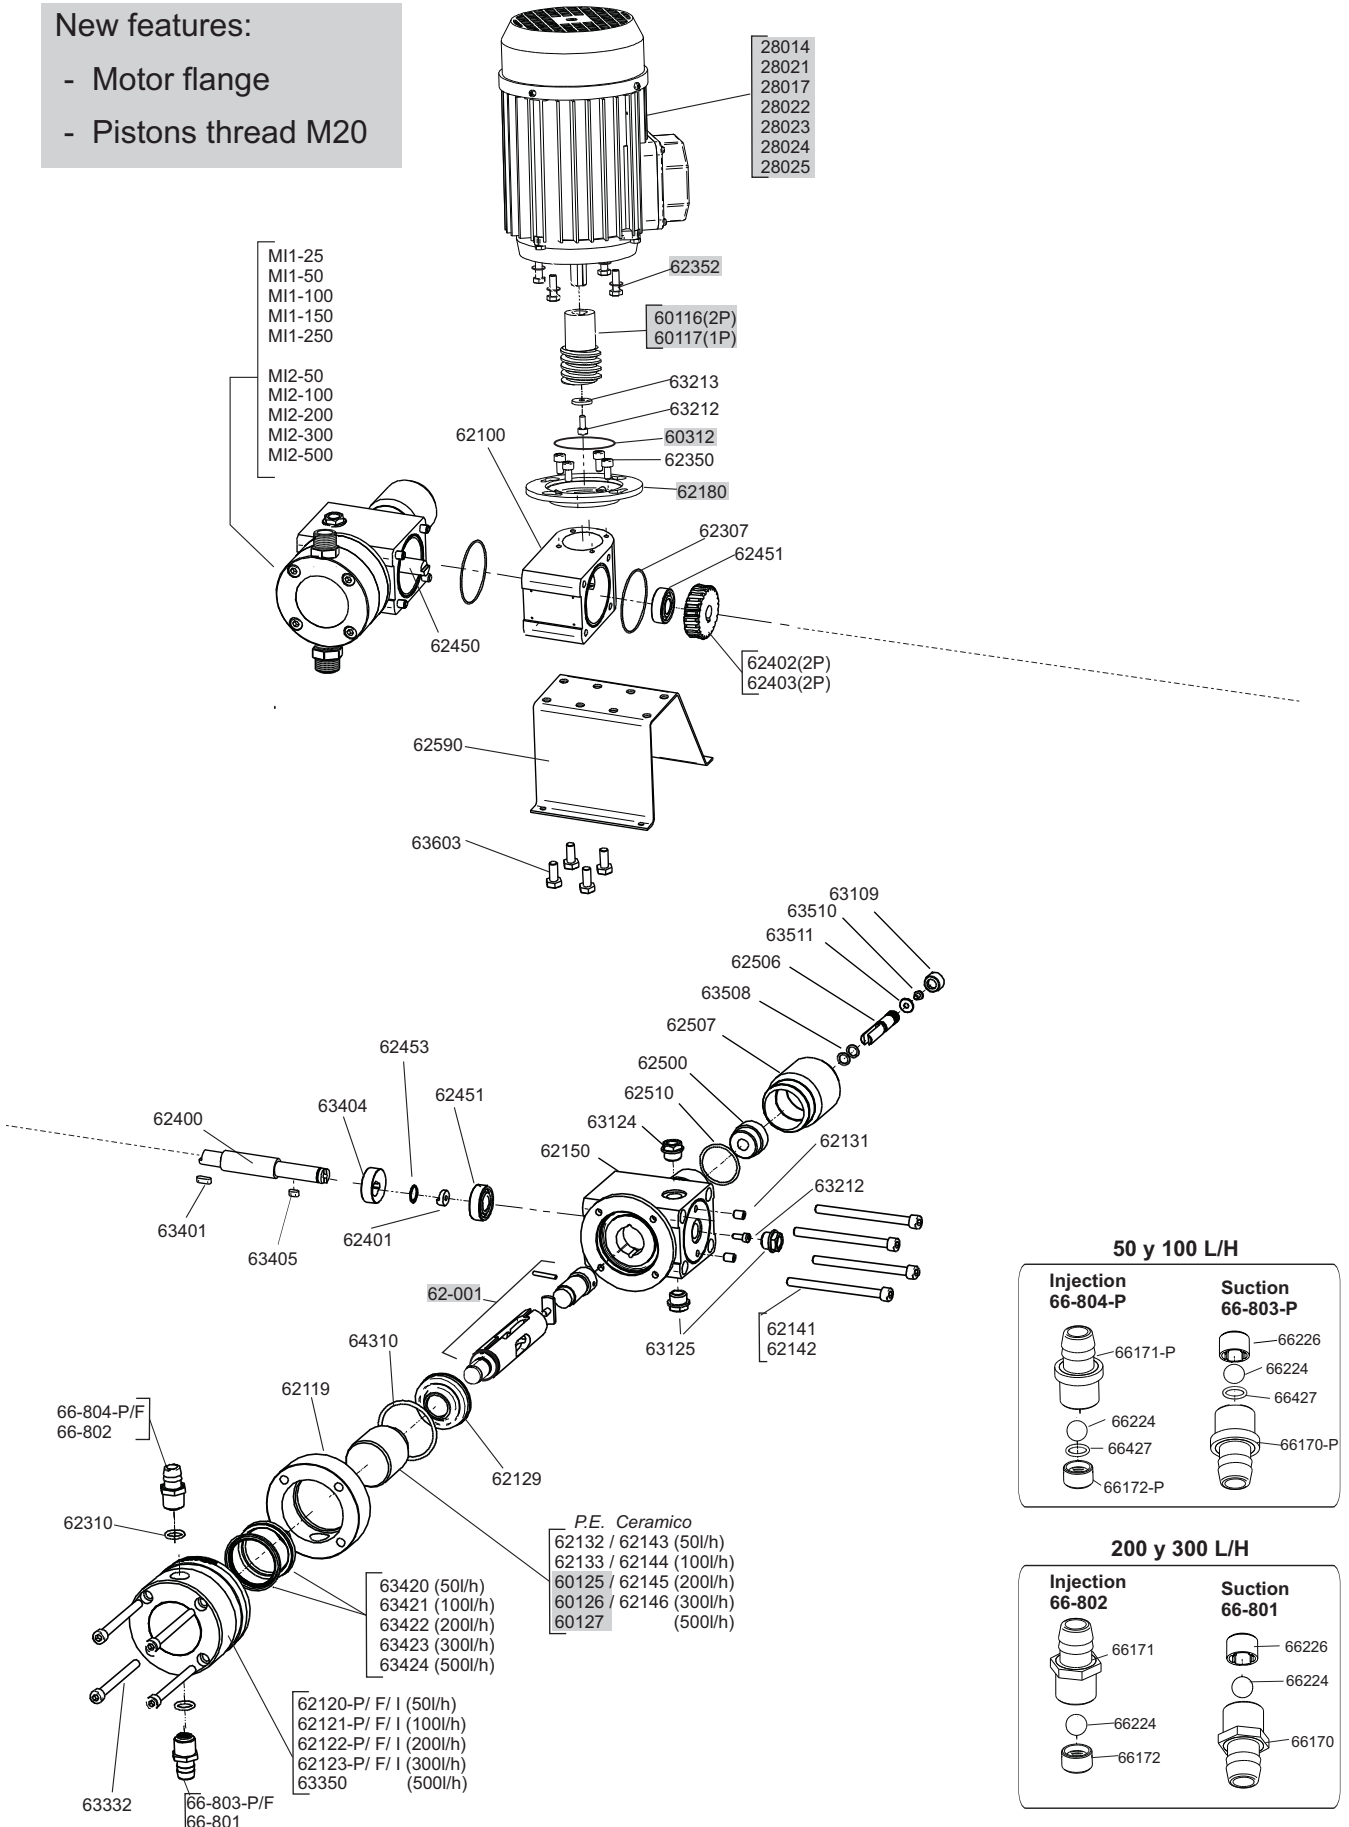 New features:
- Motor flange
- Pistons thread M20
28014
28021
28017
28022
28023
28024
28025
MI1-25
MI1-50
MI1-100
MI1-150
MI1-250
MI2-50
MI2-100
MI2-200
MI2-300
MI2-500
62352
60116(2P)
60117(1P)
63213
63212
60312
62350
62180
62100
62307
62451
62450
62402(2P)
62403(2P)
62590
63603
63109
63510
63511
62506
63508
62507
62500
62510
63124
62150
62131
63212
62453
62451
63404
62400
63401
63405
62401
62-001
63125
62141
62142
64310
62119
62129
66-804-P/F
66-802
62310
P.E. Ceramico
62132 / 62143 (50l/h)
62133 / 62144 (100l/h)
60125 / 62145 (200l/h)
60126 / 62146 (300l/h)
60127 (500l/h)
63420 (50l/h)
63421 (100l/h)
63422 (200l/h)
63423 (300l/h)
63424 (500l/h)
62120-P/ F/ I (50l/h)
62121-P/ F/ I (100l/h)
62122-P/ F/ I (200l/h)
62123-P/ F/ I (300l/h)
63350 (500l/h)
63332
66-803-P/F
66-801
50 y 100 L/H
Injection
66-804-P
Suction
66-803-P
66171-P
66224
66427
66172-P
66226
66224
66427
66170-P
200 y 300 L/H
Injection
66-802
Suction
66-801
66171
66224
66172
66226
66224
66170